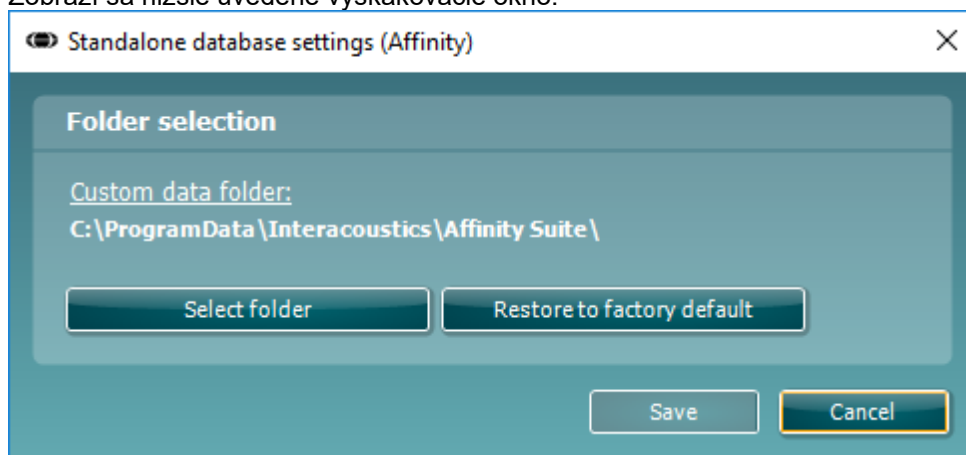 Zobrazí sa nižšie uvedené vyskakovacie okno:
Standalone database settings (Affinity)
Folder selection
Custom data folder:
C:\ProgramData\Interacoustics\Affinity Suite\
Select folder
Restore to factory default
Save
Cancel